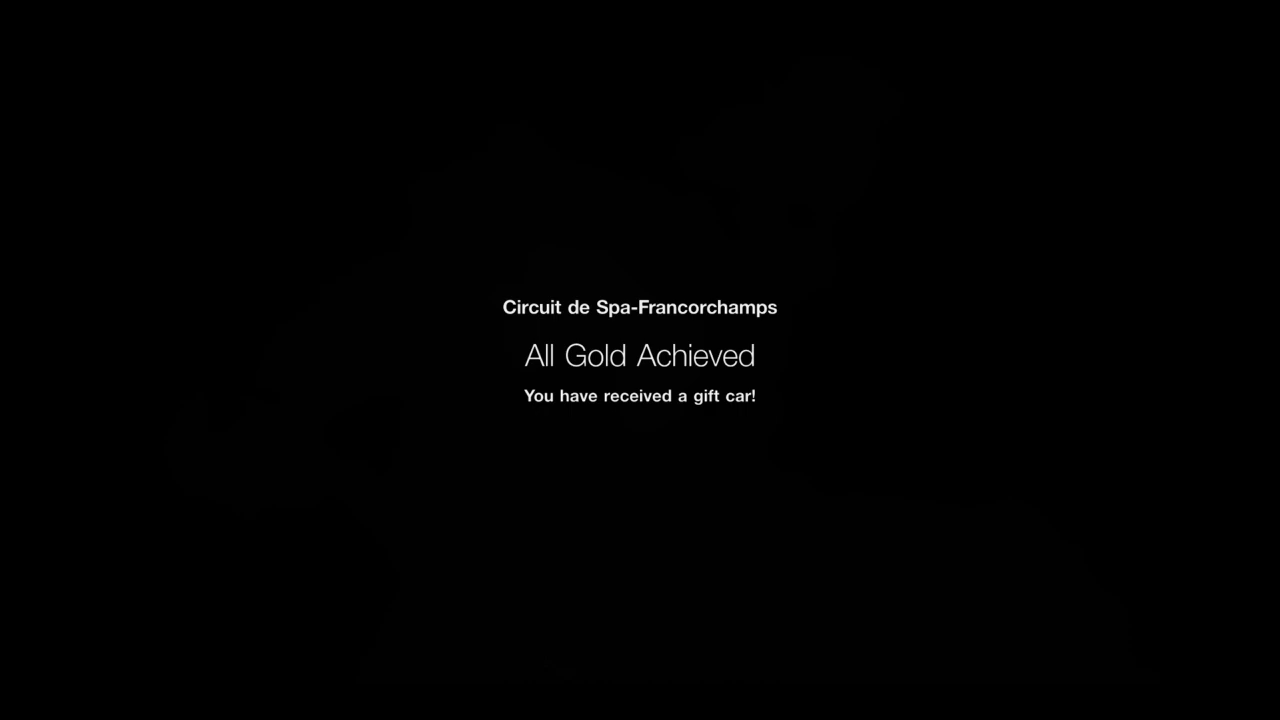 Circuit de Spa-Francorchamps
All Gold Achieved
You have received a gift car!